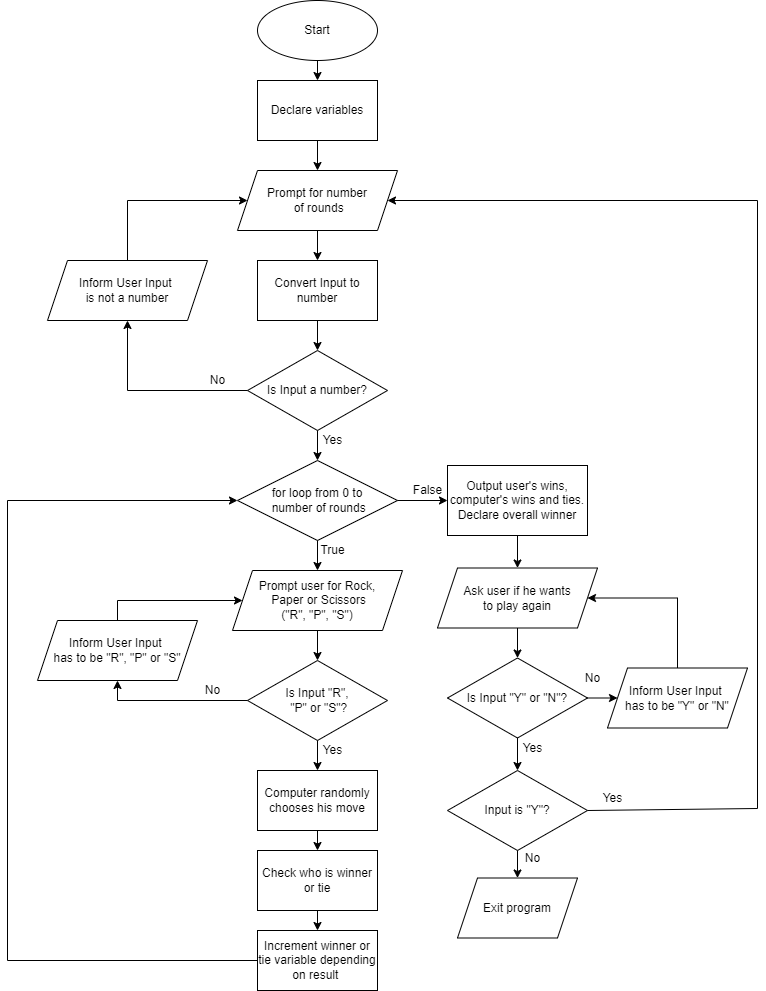 Start
Declare variables
Prompt for number
of rounds
Inform User Input
is not a number
Convert Input to
number
No
Is Input a number?
Yes
for loop from 0 to
number of rounds
False
Output user's wins,
computer's wins and ties.
Declare overall winner
True
Prompt user for Rock,
Paper or Scissors
("R", "P", "S")
Ask user if he wants
to play again
Inform User Input
has to be "R", "P" or "S"
No
Is Input "R",
"P" or "S"?
Is Input "Y" or "N"?
No
Inform User Input
has to be "Y" or "N"
Yes
Yes
Computer randomly
chooses his move
Input is "Y"?
Yes
Check who is winner
or tie
No
Exit program
Increment winner or
tie variable depending
on result